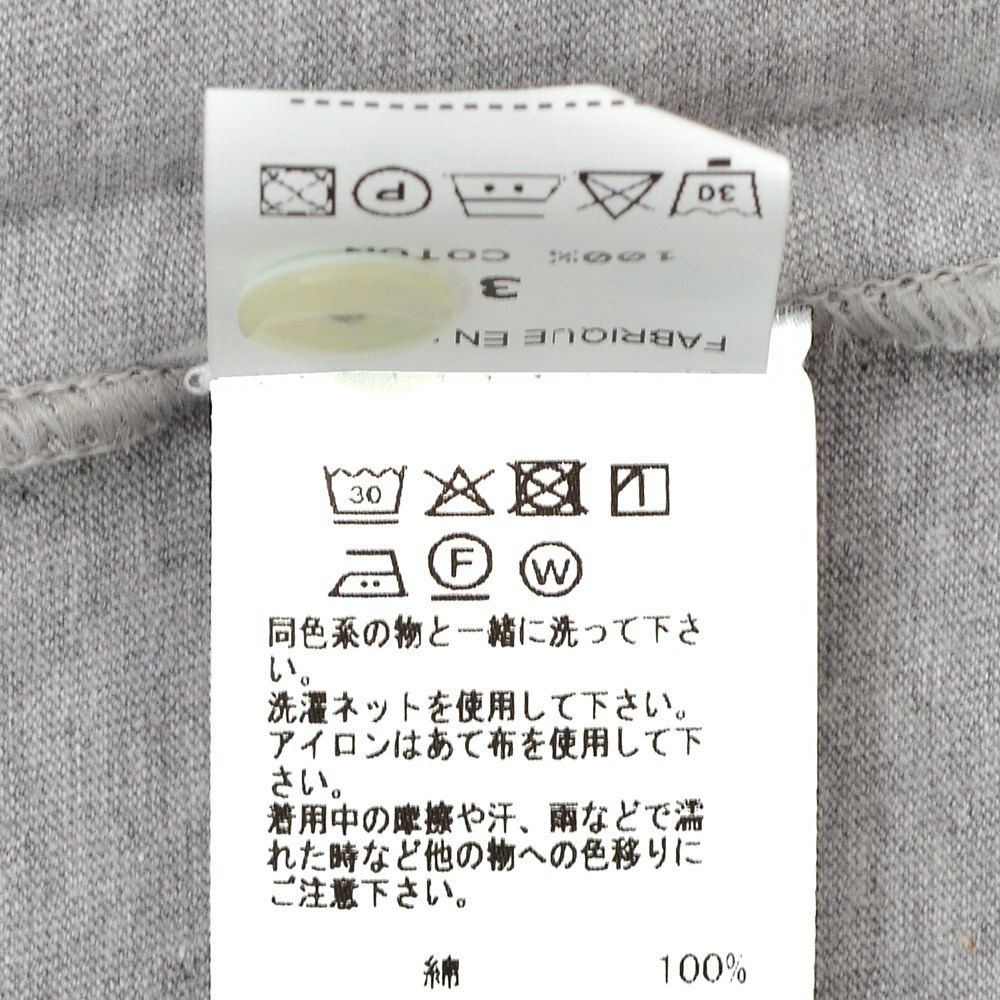 P
30
100% COTON
3
FABRIQUE EN
30
F
W
同色系の物と一緒に洗って下さ
い。
洗濯ネットを使用して下さい。
アイロンはあて布を使用して下
さい。
着用中の摩擦や汗、雨などで濡
れた時など他の物への色移りに
ご注意下さい。
綿 100%